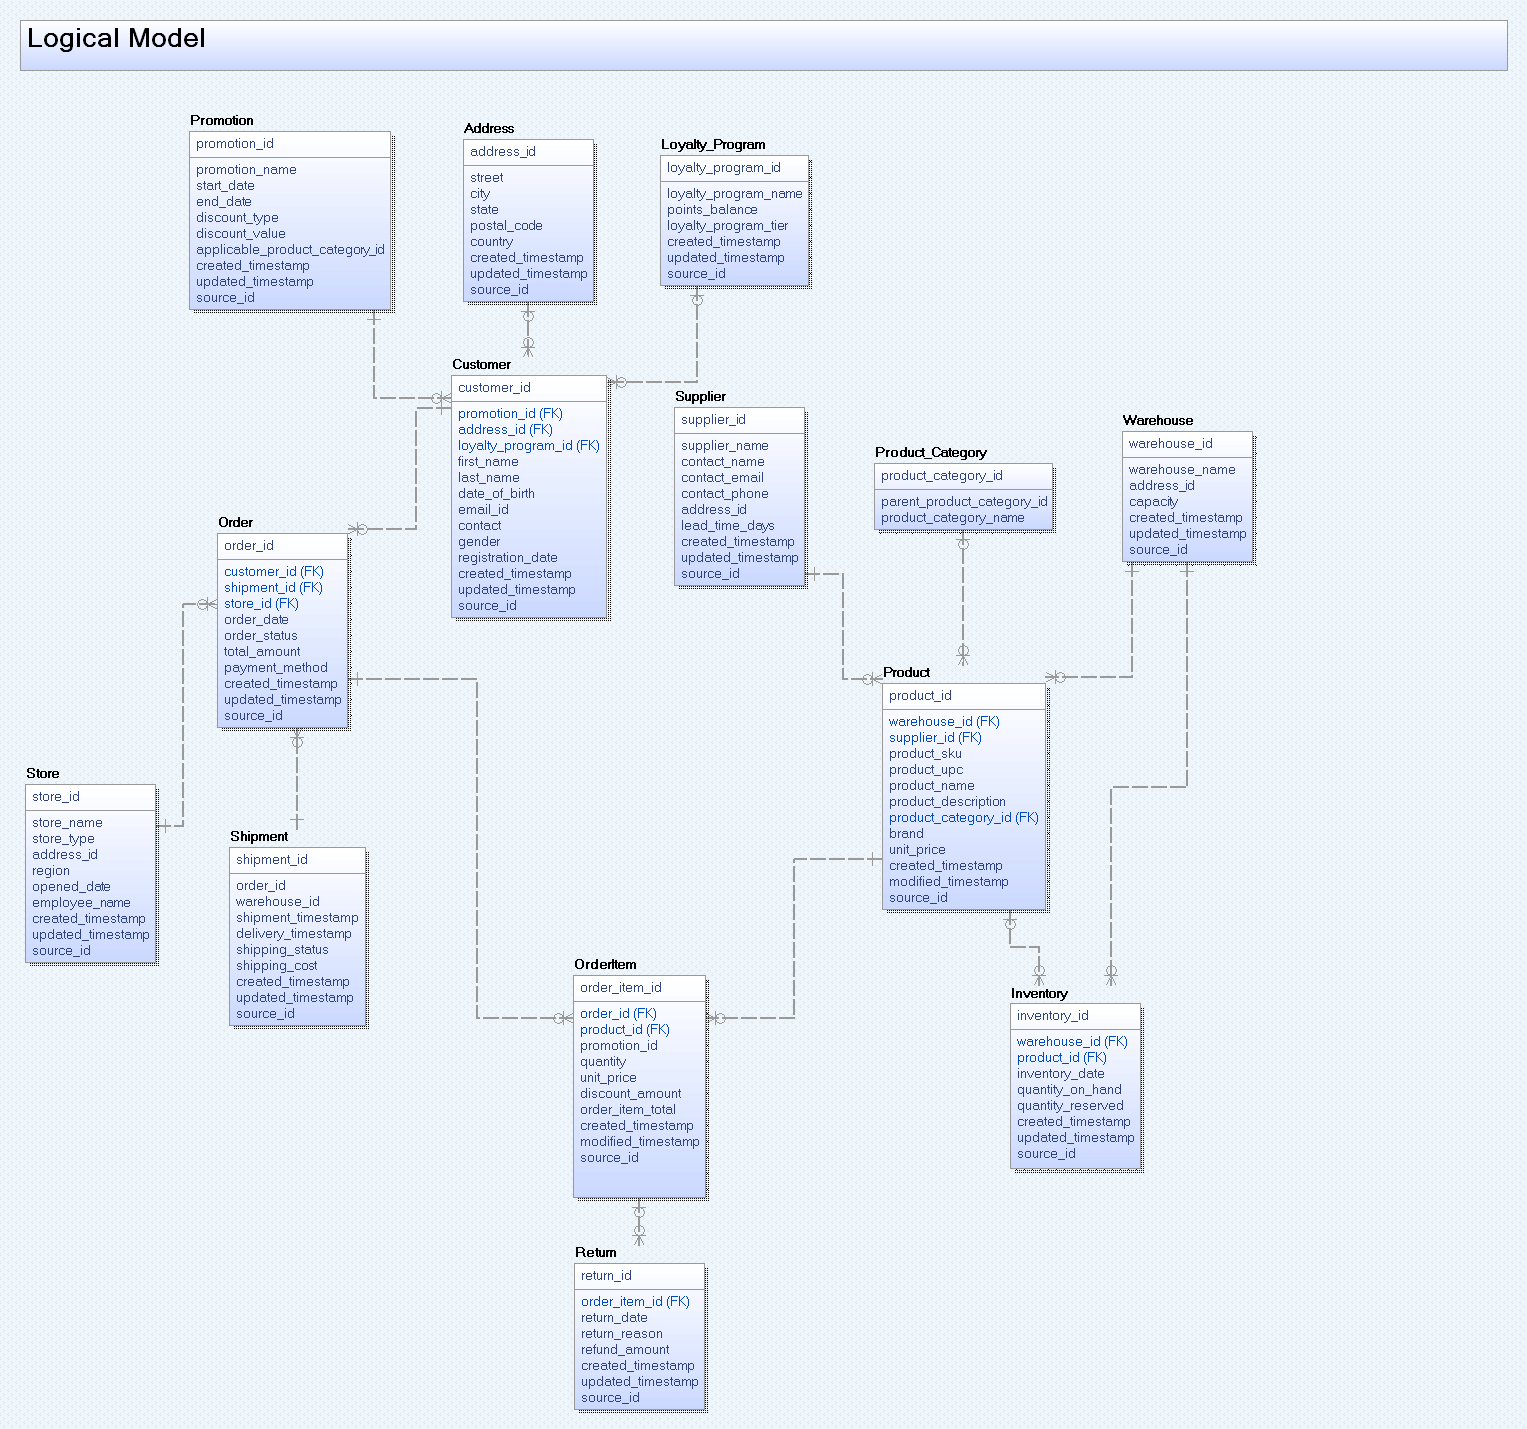 Logical Model
Promotion
promotion_id
promotion_name
start_date
end_date
discount_type
discount_value
applicable_product_category_id
created_timestamp
updated_timestamp
source_id
Address
address_id
street
city
state
postal_code
country
created_timestamp
updated_timestamp
source_id
Loyalty_Program
loyalty_program_id
loyalty_program_name
points_balance
loyalty_program_tier
created_timestamp
updated_timestamp
source_id
Customer
customer_id
promotion_id (FK)
address_id (FK)
loyalty_program_id (FK)
first_name
last_name
date_of_birth
email_id
contact
gender
registration_date
created_timestamp
updated_timestamp
source_id
Supplier
supplier_id
supplier_name
contact_name
contact_email
contact_phone
address_id
lead_time_days
created_timestamp
updated_timestamp
source_id
Product_Category
product_category_id
parent_product_category_id
product_category_name
Warehouse
warehouse_id
warehouse_name
address_id
capacity
created_timestamp
updated_timestamp
source_id
Order
order_id
customer_id (FK)
shipment_id (FK)
store_id (FK)
order_date
order_status
total_amount
payment_method
created_timestamp
updated_timestamp
source_id
Product
product_id
warehouse_id (FK)
supplier_id (FK)
product_sku
product_upc
product_name
product_description
product_category_id (FK)
brand
unit_price
created_timestamp
modified_timestamp
source_id
Store
store_id
store_name
store_type
address_id
region
opened_date
employee_name
created_timestamp
updated_timestamp
source_id
Shipment
shipment_id
order_id
warehouse_id
shipment_timestamp
delivery_timestamp
shipping_status
shipping_cost
created_timestamp
updated_timestamp
source_id
OrderItem
order_item_id
order_id (FK)
product_id (FK)
promotion_id
quantity
unit_price
discount_amount
order_item_total
created_timestamp
modified_timestamp
source_id
Inventory
inventory_id
warehouse_id (FK)
product_id (FK)
inventory_date
quantity_on_hand
quantity_reserved
created_timestamp
updated_timestamp
source_id
Return
return_id
order_item_id (FK)
return_date
return_reason
refund_amount
created_timestamp
updated_timestamp
source_id